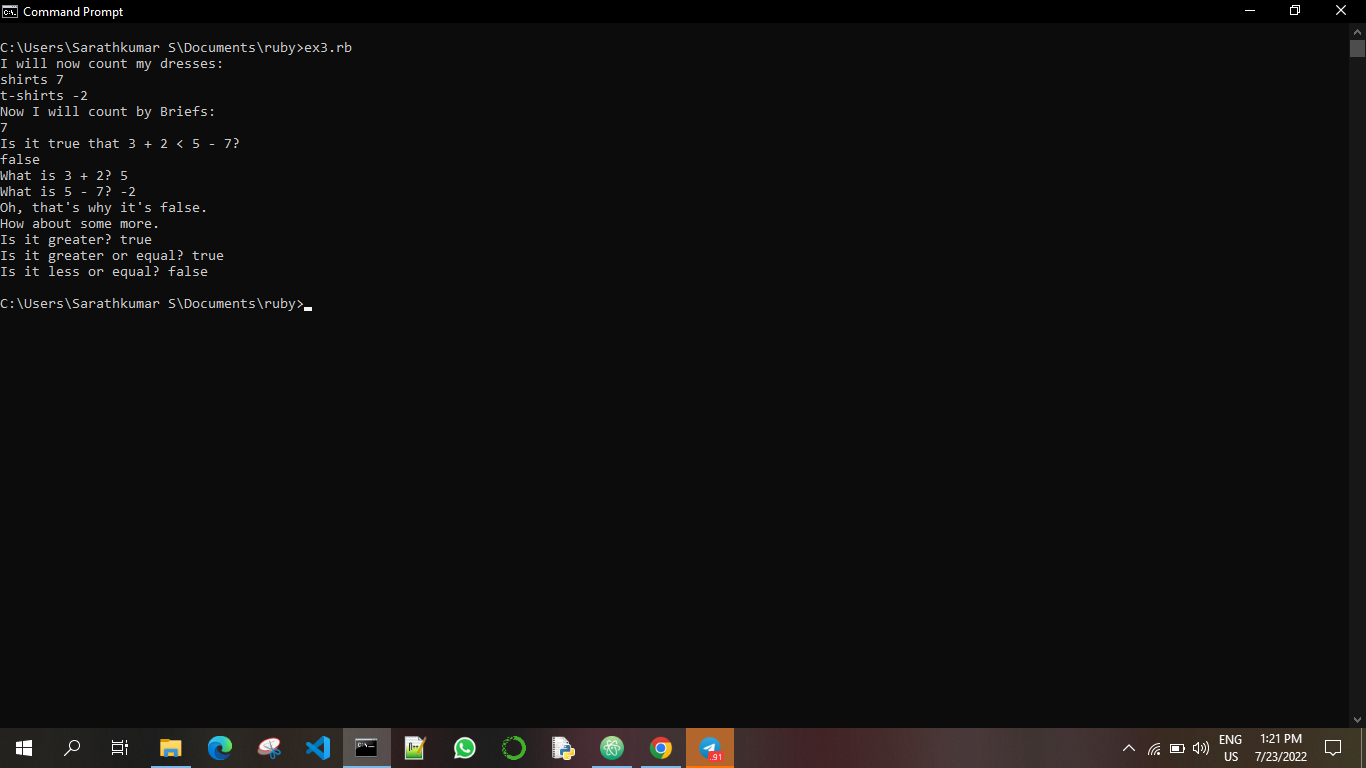 Command Prompt
C:\Users\Sarathkumar S\Documents\ruby>ex3.rb
I will now count my dresses:
shirts 7
t-shirts -2
Now I will count by Briefs:
7
Is it true that 3 + 2 < 5 - 7?
false
What is 3 + 2? 5
What is 5 - 7? -2
Oh, that's why it's false.
How about some more.
Is it greater? true
Is it greater or equal? true
Is it less or equal? false
C:\Users\Sarathkumar S\Documents\ruby>
.91
ENG
US
1:21 PM
7/23/2022